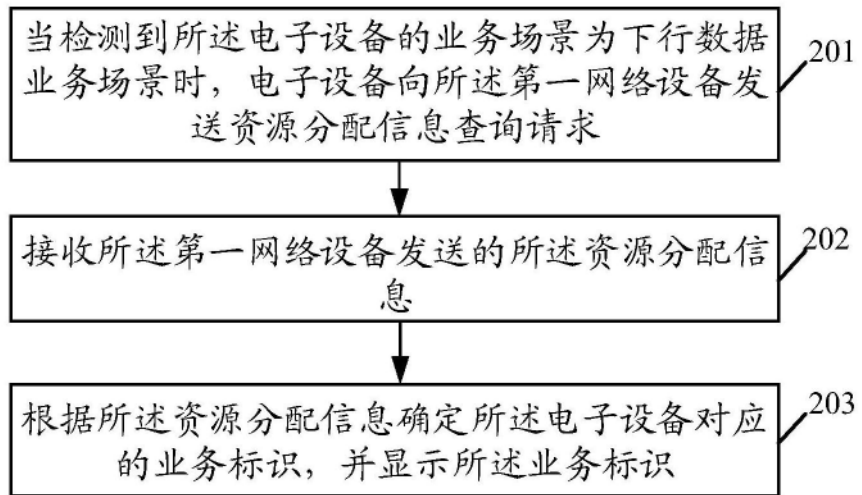 当检测到所述电子设备的业务场景为下行数据
业务场景时，电子设备向所述第一网络设备发
送资源分配信息查询请求
201
接收所述第一网络设备发送的所述资源分配信
息
202
根据所述资源分配信息确定所述电子设备对应
的业务标识，并显示所述业务标识
203